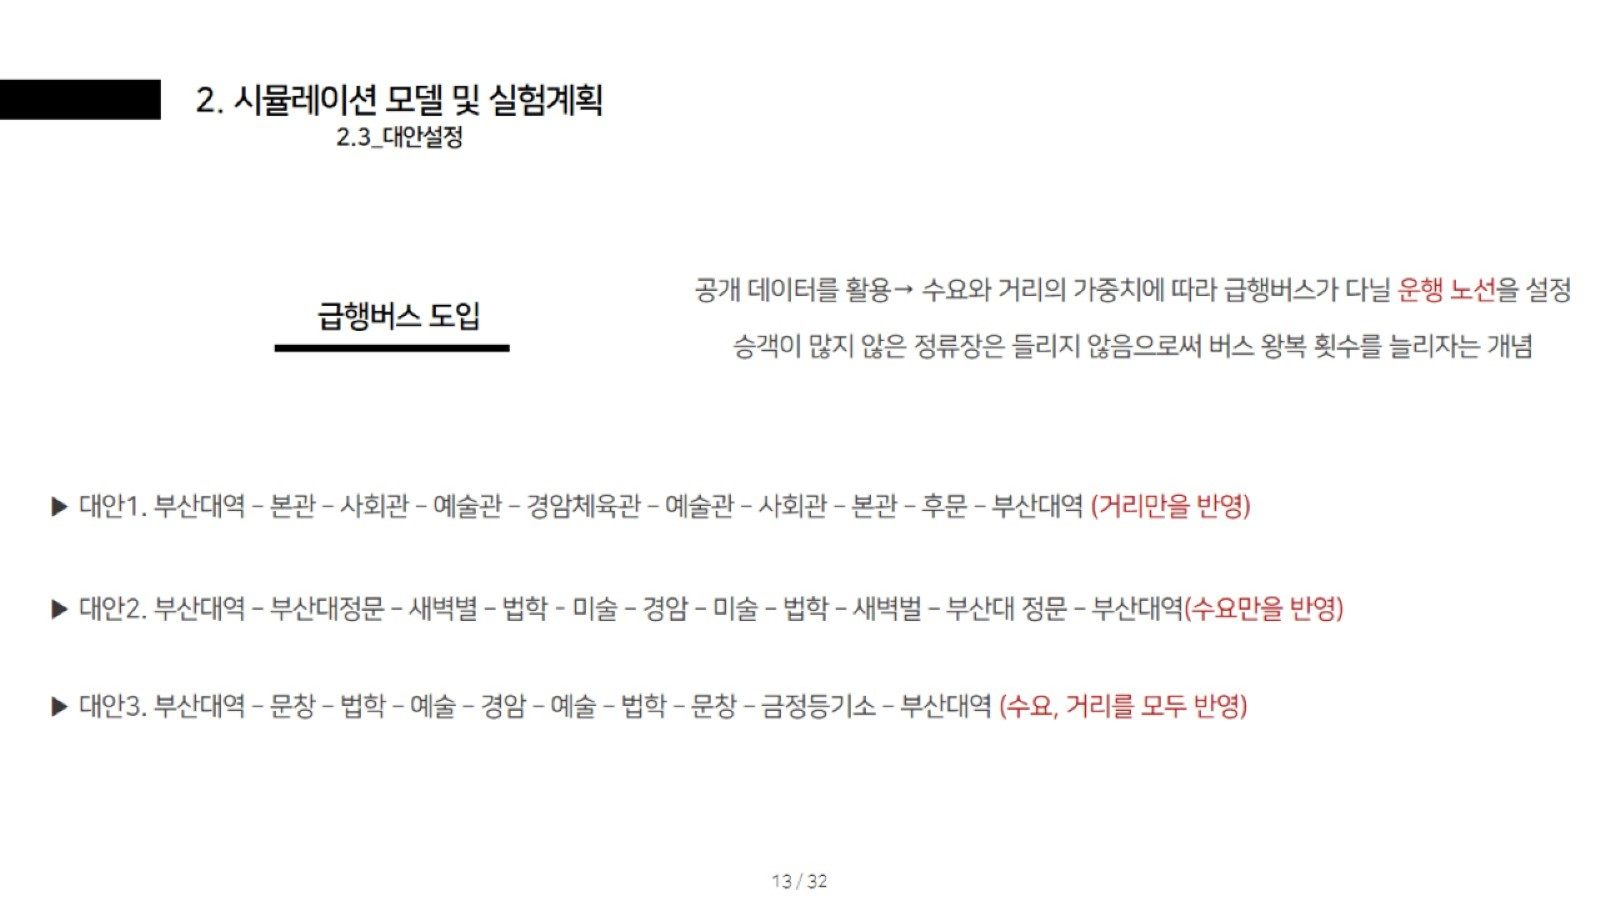 2. 시뮬레이션 모델 및 실험계획
2.3_대안설정
급행버스 도입
공개 데이터를 활용→ 수요와 거리의 가중치에 따라 급행버스가 다닐 운행 노선을 설정
승객이 많지 않은 정류장은 들리지 않음으로써 버스 왕복 횟수를 늘리자는 개념
▶ 대안1. 부산대역 – 본관 – 사회관 – 예술관 – 경암체육관 – 예술관 – 사회관 – 본관 – 후문 – 부산대역 (거리만을 반영)
▶ 대안2. 부산대역 – 부산대정문 – 새벽별 – 법학 - 미술 – 경암 – 미술 – 법학 – 새벽벌 – 부산대 정문 – 부산대역(수요만을 반영)
▶ 대안3. 부산대역 – 문창 – 법학 – 예술 – 경암 – 예술 – 법학 – 문창 – 금정등기소 – 부산대역 (수요, 거리를 모두 반영)
13 / 32